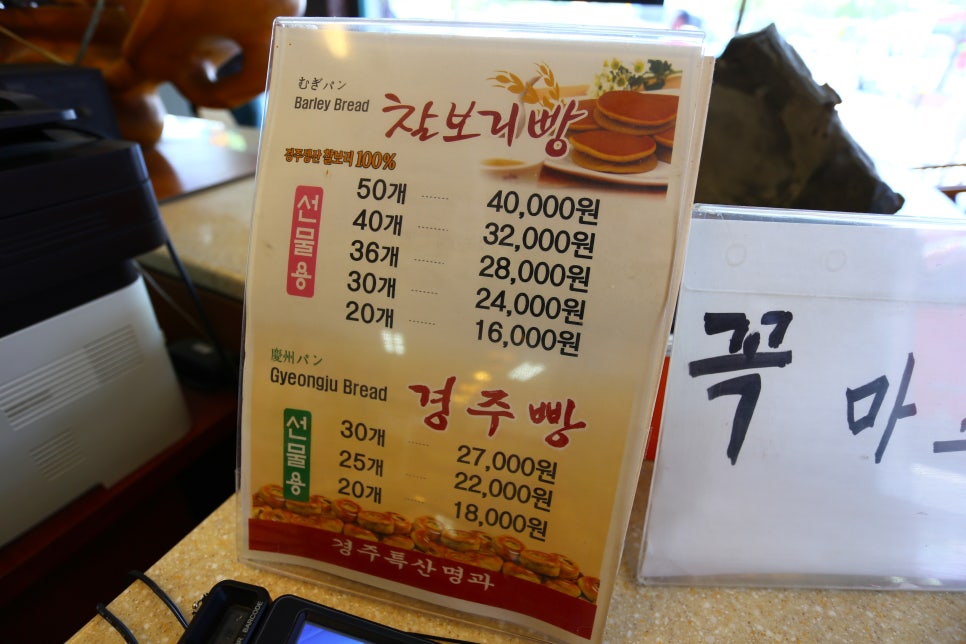 むぎパン
Barley Bread
찰보리빵
경주생산 찰보리 100%
선물용
50개 ........ 40,000원
40개 ........ 32,000원
36개 ........ 28,000원
30개 ........ 24,000원
20개 ........ 16,000원
慶州パン
Gyeongju Bread
경주빵
선물용
30개 ........ 27,000원
25개 ........ 22,000원
20개 ........ 18,000원
경주특산명과
꼭 마
BARCODE